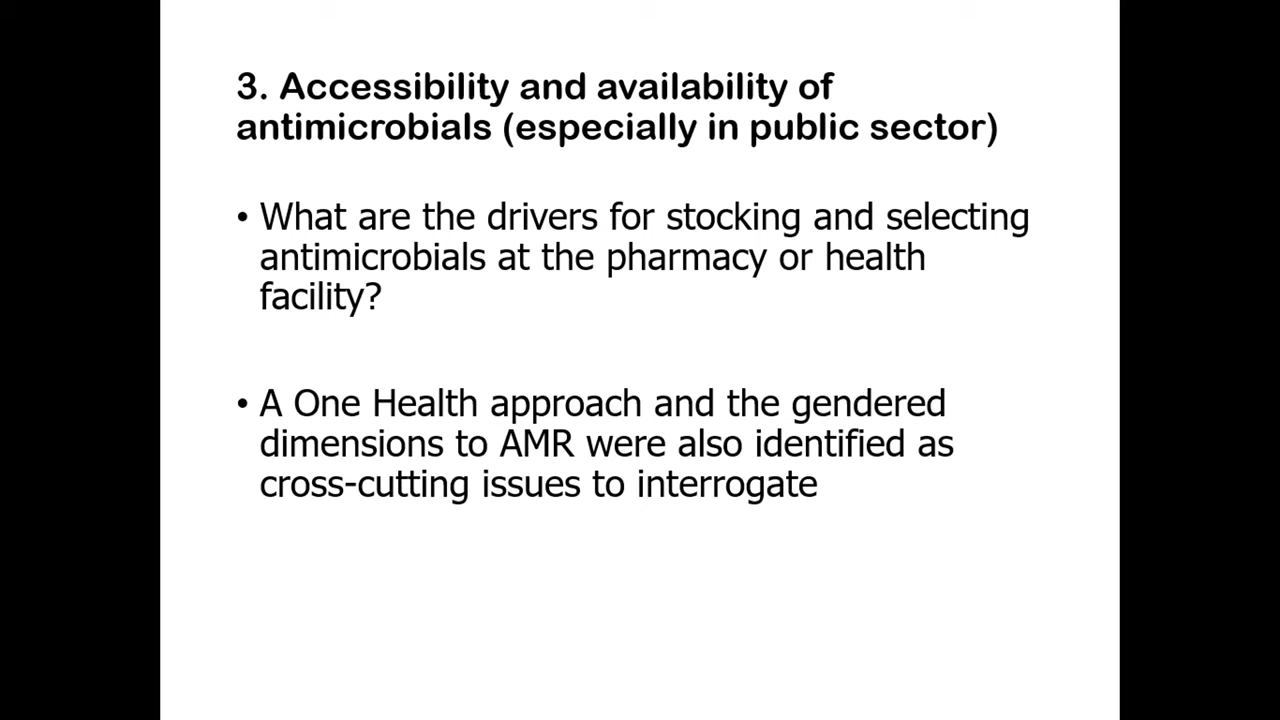 3. Accessibility and availability of
antimicrobials (especially in public sector)
• What are the drivers for stocking and selecting
antimicrobials at the pharmacy or health
facility?
• A One Health approach and the gendered
dimensions to AMR were also identified as
cross-cutting issues to interrogate